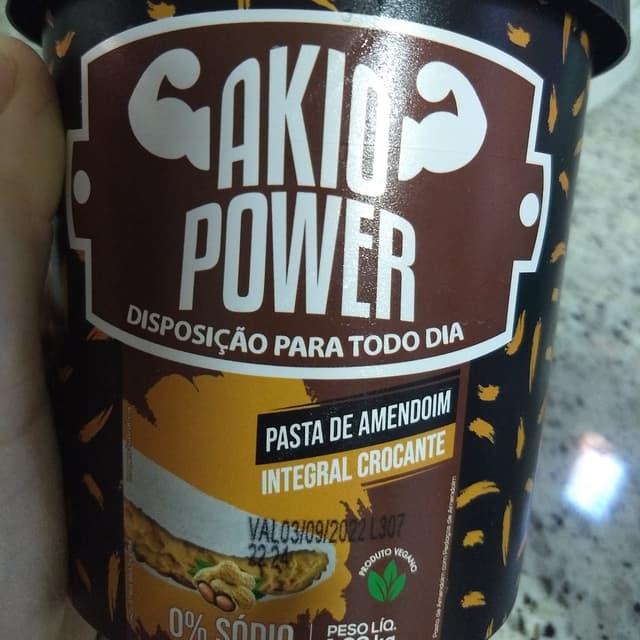 AKIO
POWER
DISPOSIÇÃO PARA TODO DIA
PASTA DE AMENDOIM
INTEGRAL CROCANTE
VAL03/09/2022 L307
22 24
PRODUTO VEGANO
0% SÓDIO
PESO LÍQ.